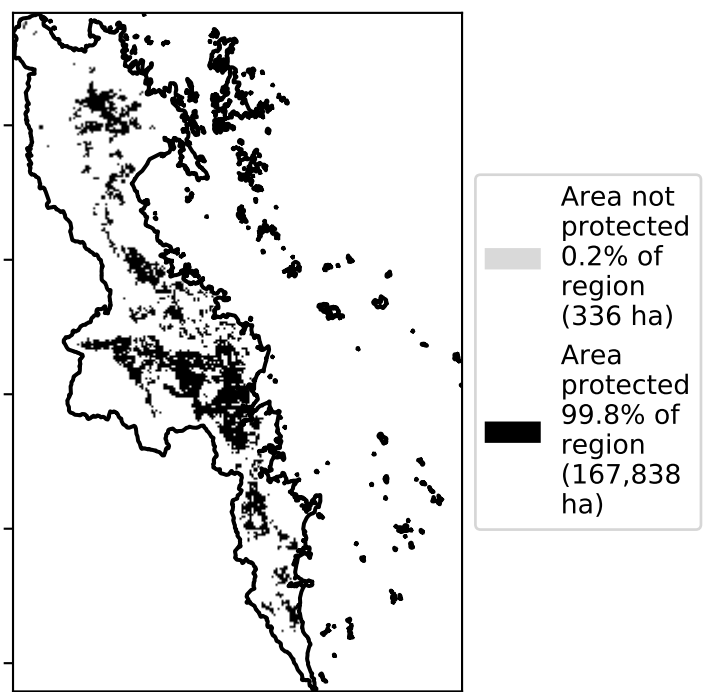 Area not
protected
0.2% of
region
(336 ha)
Area
protected
99.8% of
region
(167,838
ha)